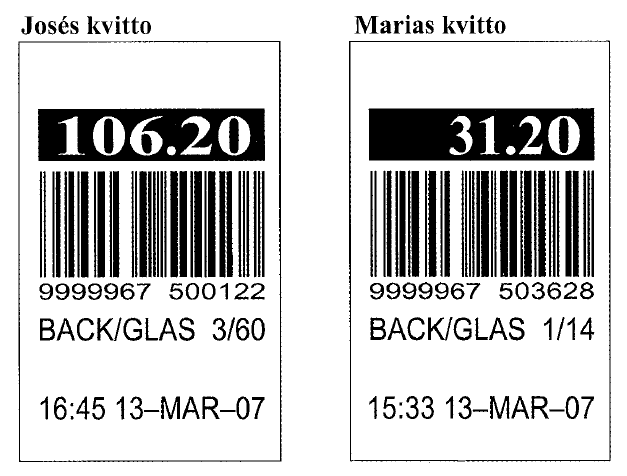 Josés kvitto
106.20
9999967 500122
BACK/GLAS 3/60
16:45 13–MAR–07
Marias kvitto
31.20
9999967 503628
BACK/GLAS 1/14
15:33 13–MAR–07